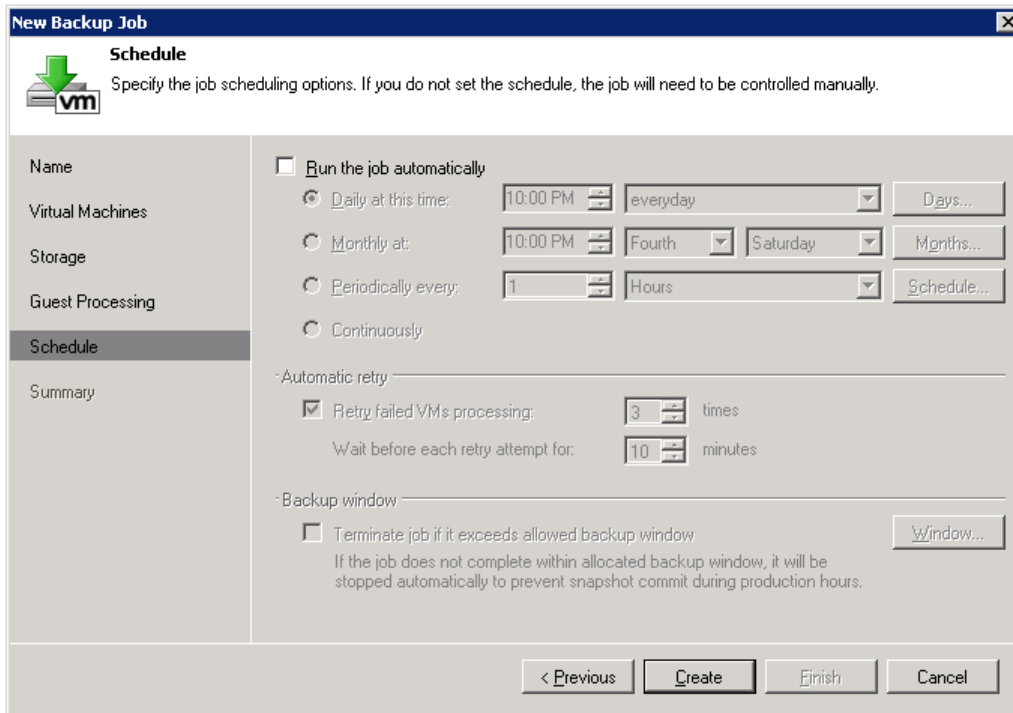 New Backup Job
Schedule
Specify the job scheduling options. If you do not set the schedule, the job will need to be controlled manually.
vm
Name
Virtual Machines
Storage
Guest Processing
Schedule
Summary
Run the job automatically
Daily at this time: 10:00 PM everyday Days...
Monthly at: 10:00 PM Fourth Saturday Months...
Periodically every: 1 Hours Schedule...
Continuously
Automatic retry
Retry failed VMs processing: 3 times
Wait before each retry attempt for: 10 minutes
Backup window
Terminate job if it exceeds allowed backup window Window...
If the job does not complete within allocated backup window, it will be
stopped automatically to prevent snapshot commit during production hours.
< Previous Create Finish Cancel